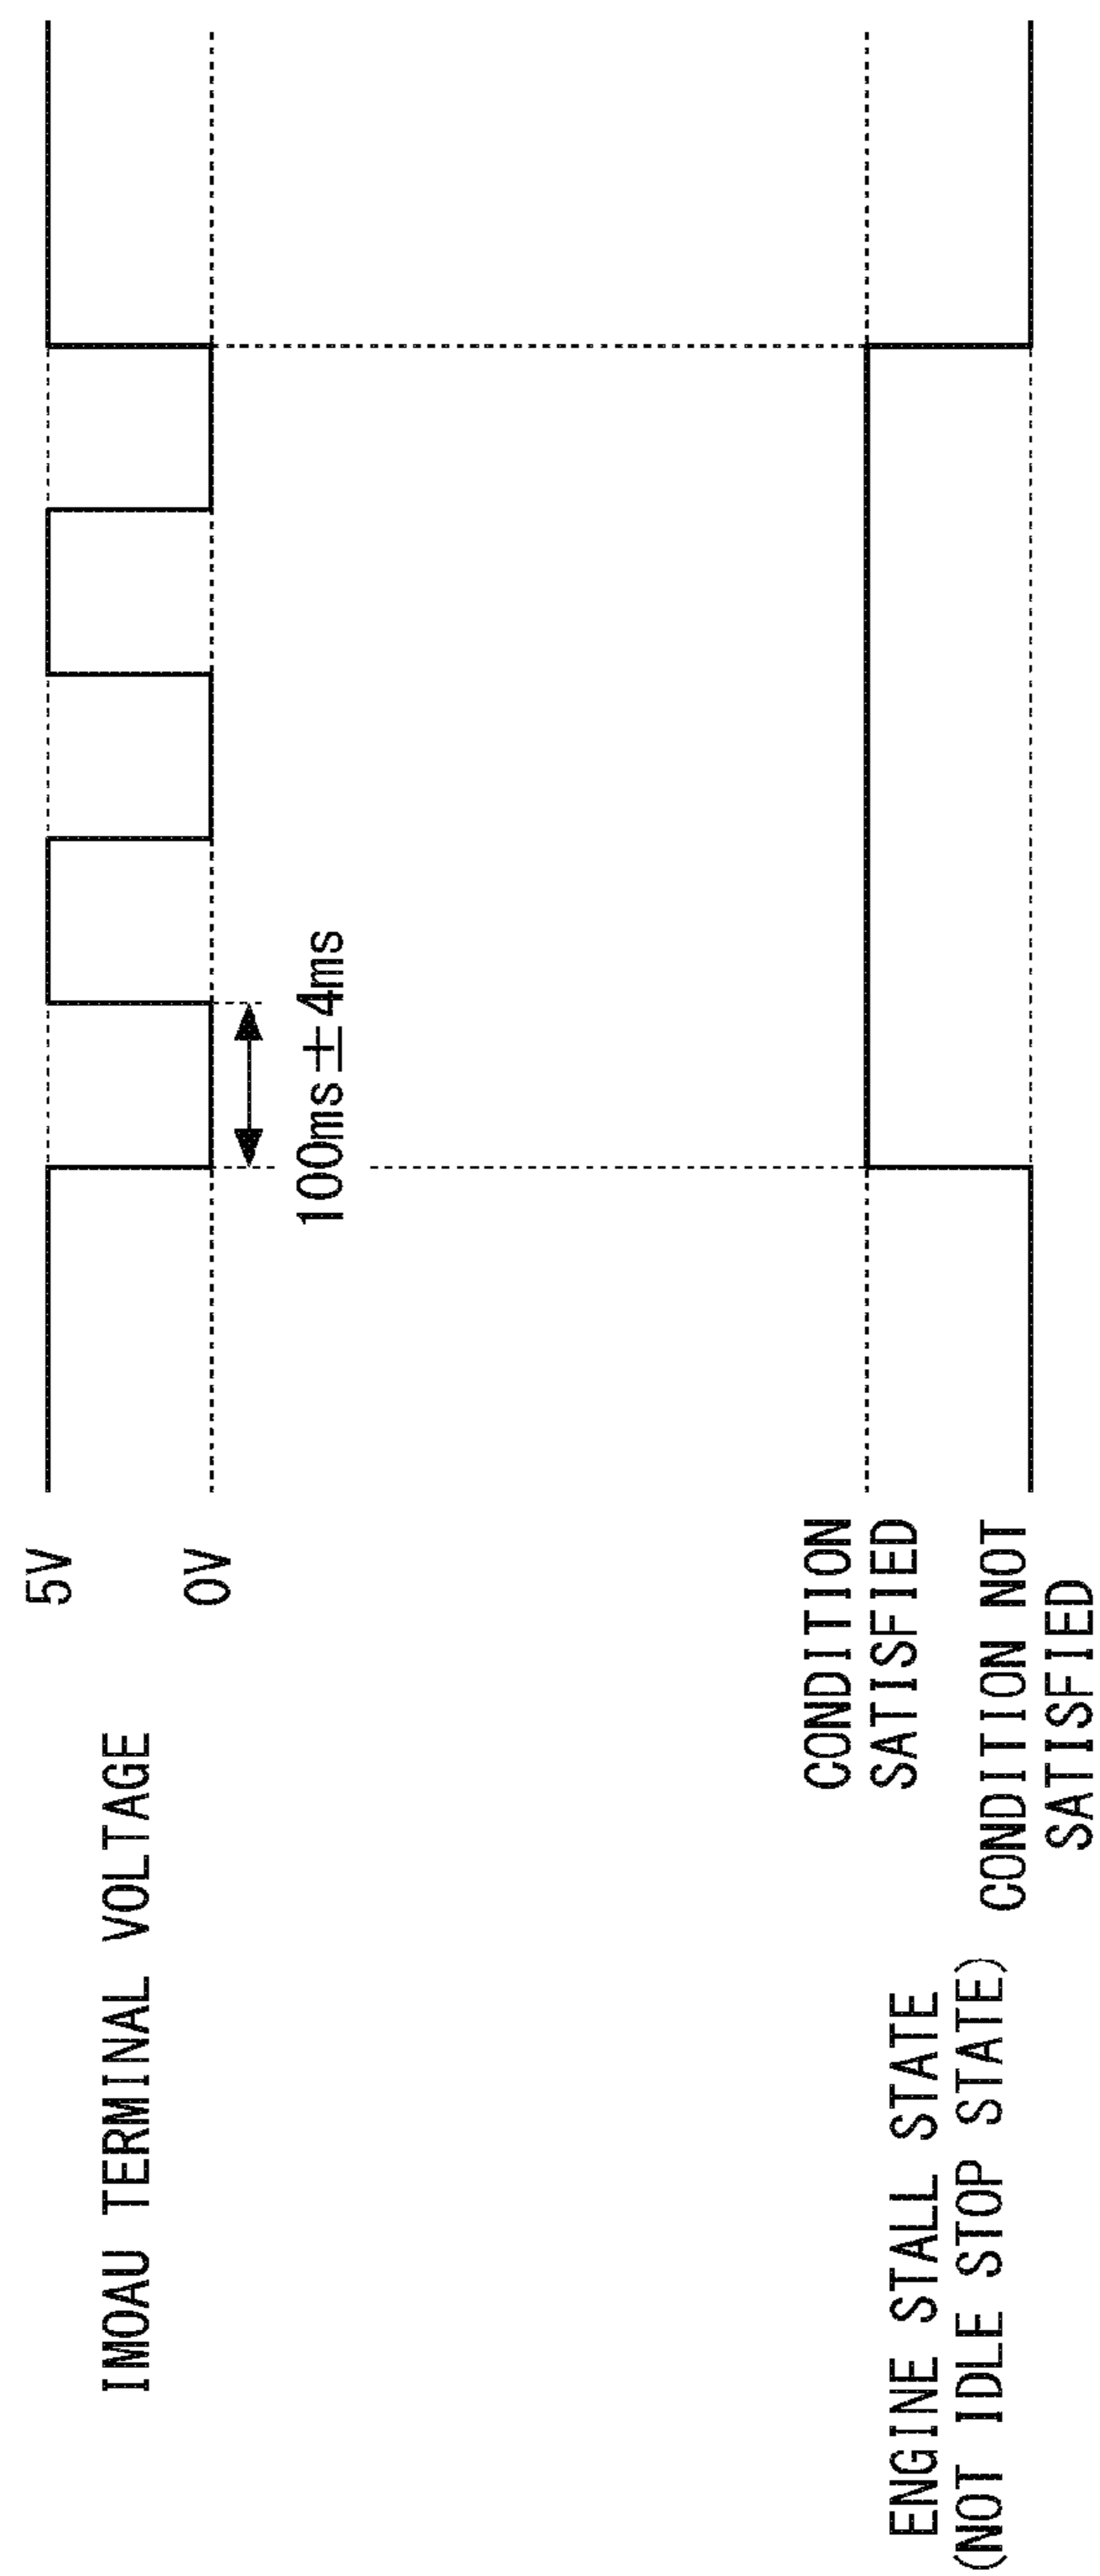 IMOAU TERMINAL VOLTAGE
5V
0V
100ms±4ms
ENGINE STALL STATE
(NOT IDLE STOP STATE)
CONDITION
SATISFIED
CONDITION NOT
SATISFIED